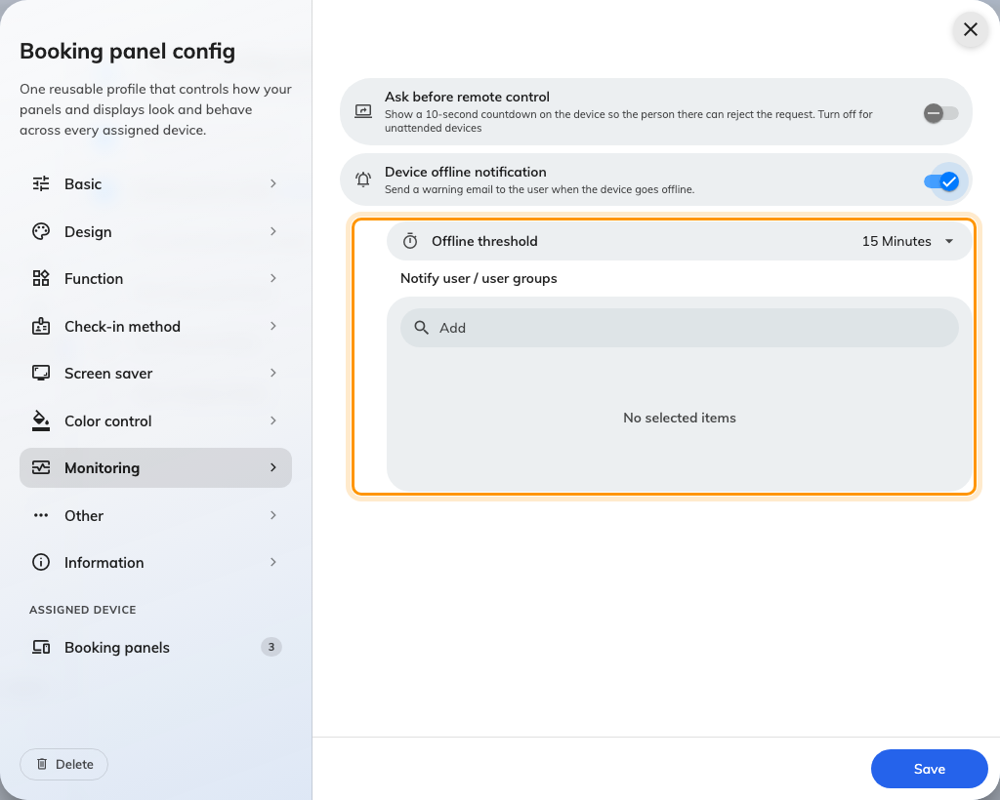 Booking panel config
One reusable profile that controls how your
panels and displays look and behave
across every assigned device.
Basic
Design
Function
Check-in method
Screen saver
Color control
Monitoring
Other
Information
ASSIGNED DEVICE
Booking panels 3
Delete
Ask before remote control
Show a 10-second countdown on the device so the person there can reject the request. Turn off for
unattended devices
Device offline notification
Send a warning email to the user when the device goes offline.
Offline threshold 15 Minutes
Notify user / user groups
Add
No selected items
Save